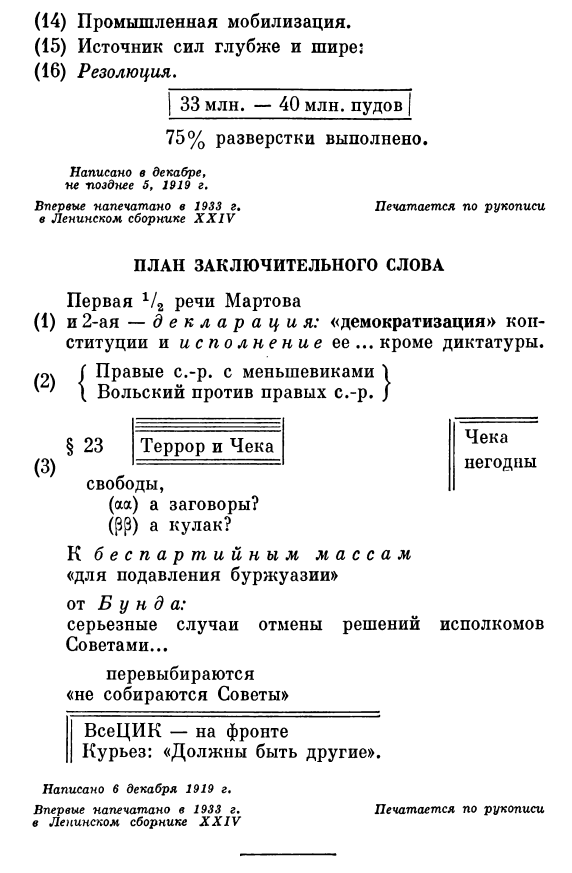 (14) Промышленная мобилизация.
(15) Источник сил глубже и шире:
(16) Резолюция.
33 млн. — 40 млн. пудов
75% разверстки выполнено.
Написано в декабре,
не позднее 5, 1919 г.
Впервые напечатано в 1933 г.
в Ленинском сборнике XXIV
Печатается по рукописи
ПЛАН ЗАКЛЮЧИТЕЛЬНОГО СЛОВА
Первая 1/2 речи Мартова
(1) и 2-ая — декларация: «демократизация» кон-
ституции и исполнение ее ... кроме диктатуры.
(2) { Правые с.-р. с меньшевиками }
{ Вольский против правых с.-р. }
§ 23 Террор и Чека
Чека
негодны
(3)
свободы,
(αα) а заговоры?
(ββ) а кулак?
К беспартийным массам
«для подавления буржуазии»
от Бунда:
серьезные случаи отмены решений исполкомов
Советами...
перевыбираются
«не собираются Советы»
ВсеЦИК — на фронте
Курьез: «Должны быть другие».
Написано 6 декабря 1919 г.
Впервые напечатано в 1933 г.
в Ленинском сборнике XXIV
Печатается по рукописи